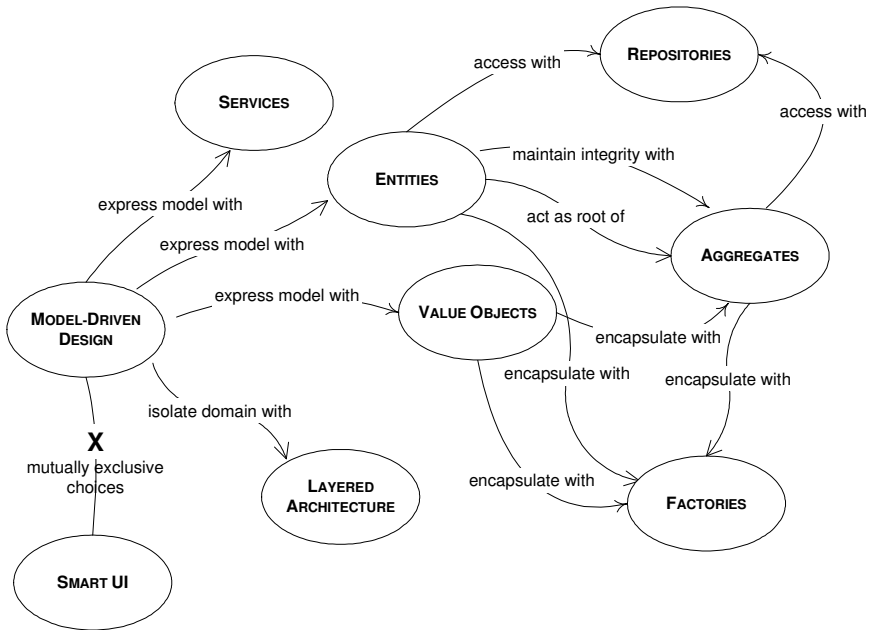 REPOSITORIES
access with
SERVICES
access with
maintain integrity with
ENTITIES
express model with
act as root of
express model with
AGGREGATES
express model with
MODEL-DRIVEN
DESIGN
VALUE OBJECTS
encapsulate with
encapsulate with
encapsulate with
isolate domain with
X
mutually exclusive
choices
encapsulate with
LAYERED
ARCHITECTURE
FACTORIES
SMART UI